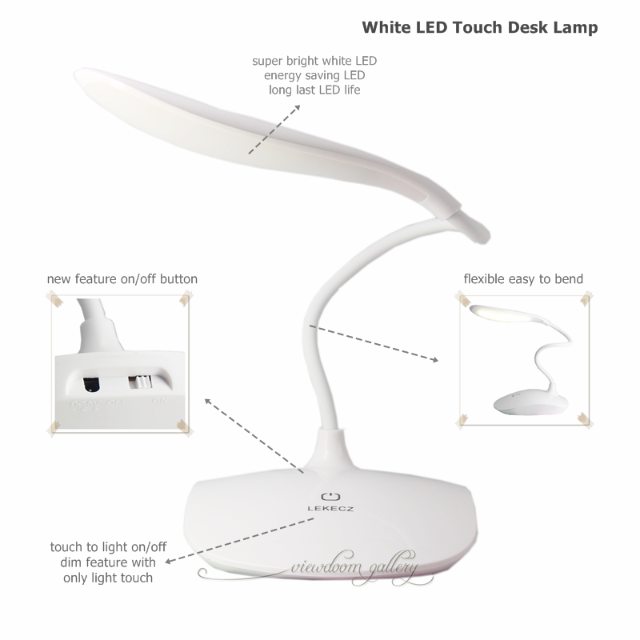 White LED Touch Desk Lamp
super bright white LED
energy saving LED
long last LED life
new feature on/off button
flexible easy to bend
LEKECZ
touch to light on/off
dim feature with
only light touch
viewdoom gallery